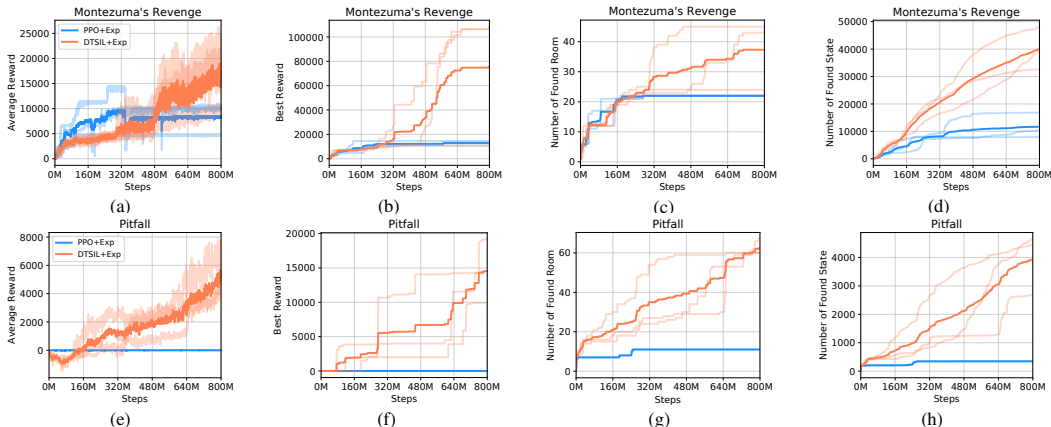 Montezuma's Revenge
Average Reward
25000
20000
15000
10000
5000
0
PPO+Exp
DTSIL+Exp
0M 160M 320M 480M 640M 800M
Steps
(a)
Montezuma's Revenge
Best Reward
100000
80000
60000
40000
20000
0
0M 160M 320M 480M 640M 800M
Steps
(b)
Montezuma's Revenge
Number of Found Room
40
30
20
10
0
0M 160M 320M 480M 640M 800M
Steps
(c)
Montezuma's Revenge
Number of Found State
50000
40000
30000
20000
10000
0
0M 160M 320M 480M 640M 800M
Steps
(d)
Pitfall
Average Reward
8000
6000
4000
2000
0
PPO+Exp
DTSIL+Exp
0M 160M 320M 480M 640M 800M
Steps
(e)
Pitfall
Best Reward
20000
15000
10000
5000
0
0M 160M 320M 480M 640M 800M
Steps
(f)
Pitfall
Number of Found Room
60
40
20
0
0M 160M 320M 480M 640M 800M
Steps
(g)
Pitfall
Number of Found State
4000
3000
2000
1000
0
0M 160M 320M 480M 640M 800M
Steps
(h)